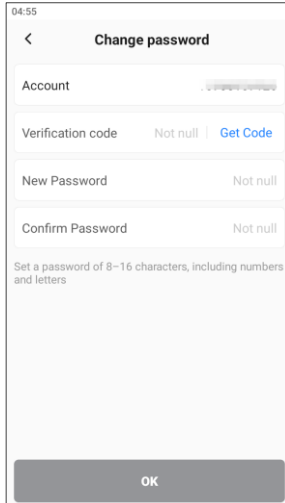 04:55
Change password
Account
Verification code Not null Get Code
New Password Not null
Confirm Password Not null
Set a password of 8–16 characters, including numbers
and letters
OK